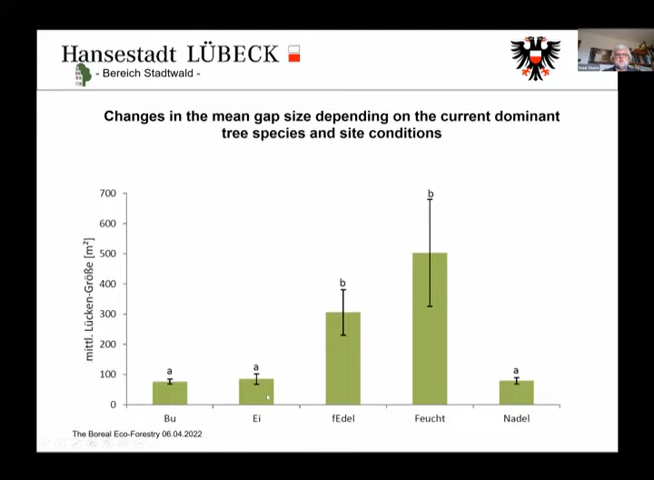 Hansestadt LÜBECK
- Bereich Stadtwald -
Changes in the mean gap size depending on the current dominant
tree species and site conditions
mittl. Lücken-Größe [m²]
700
600
500
400
300
200
100
0
a
a
b
b
a
Bu
Ei
fEdel
Feucht
Nadel
The Boreal Eco-Forestry 06.04.2022